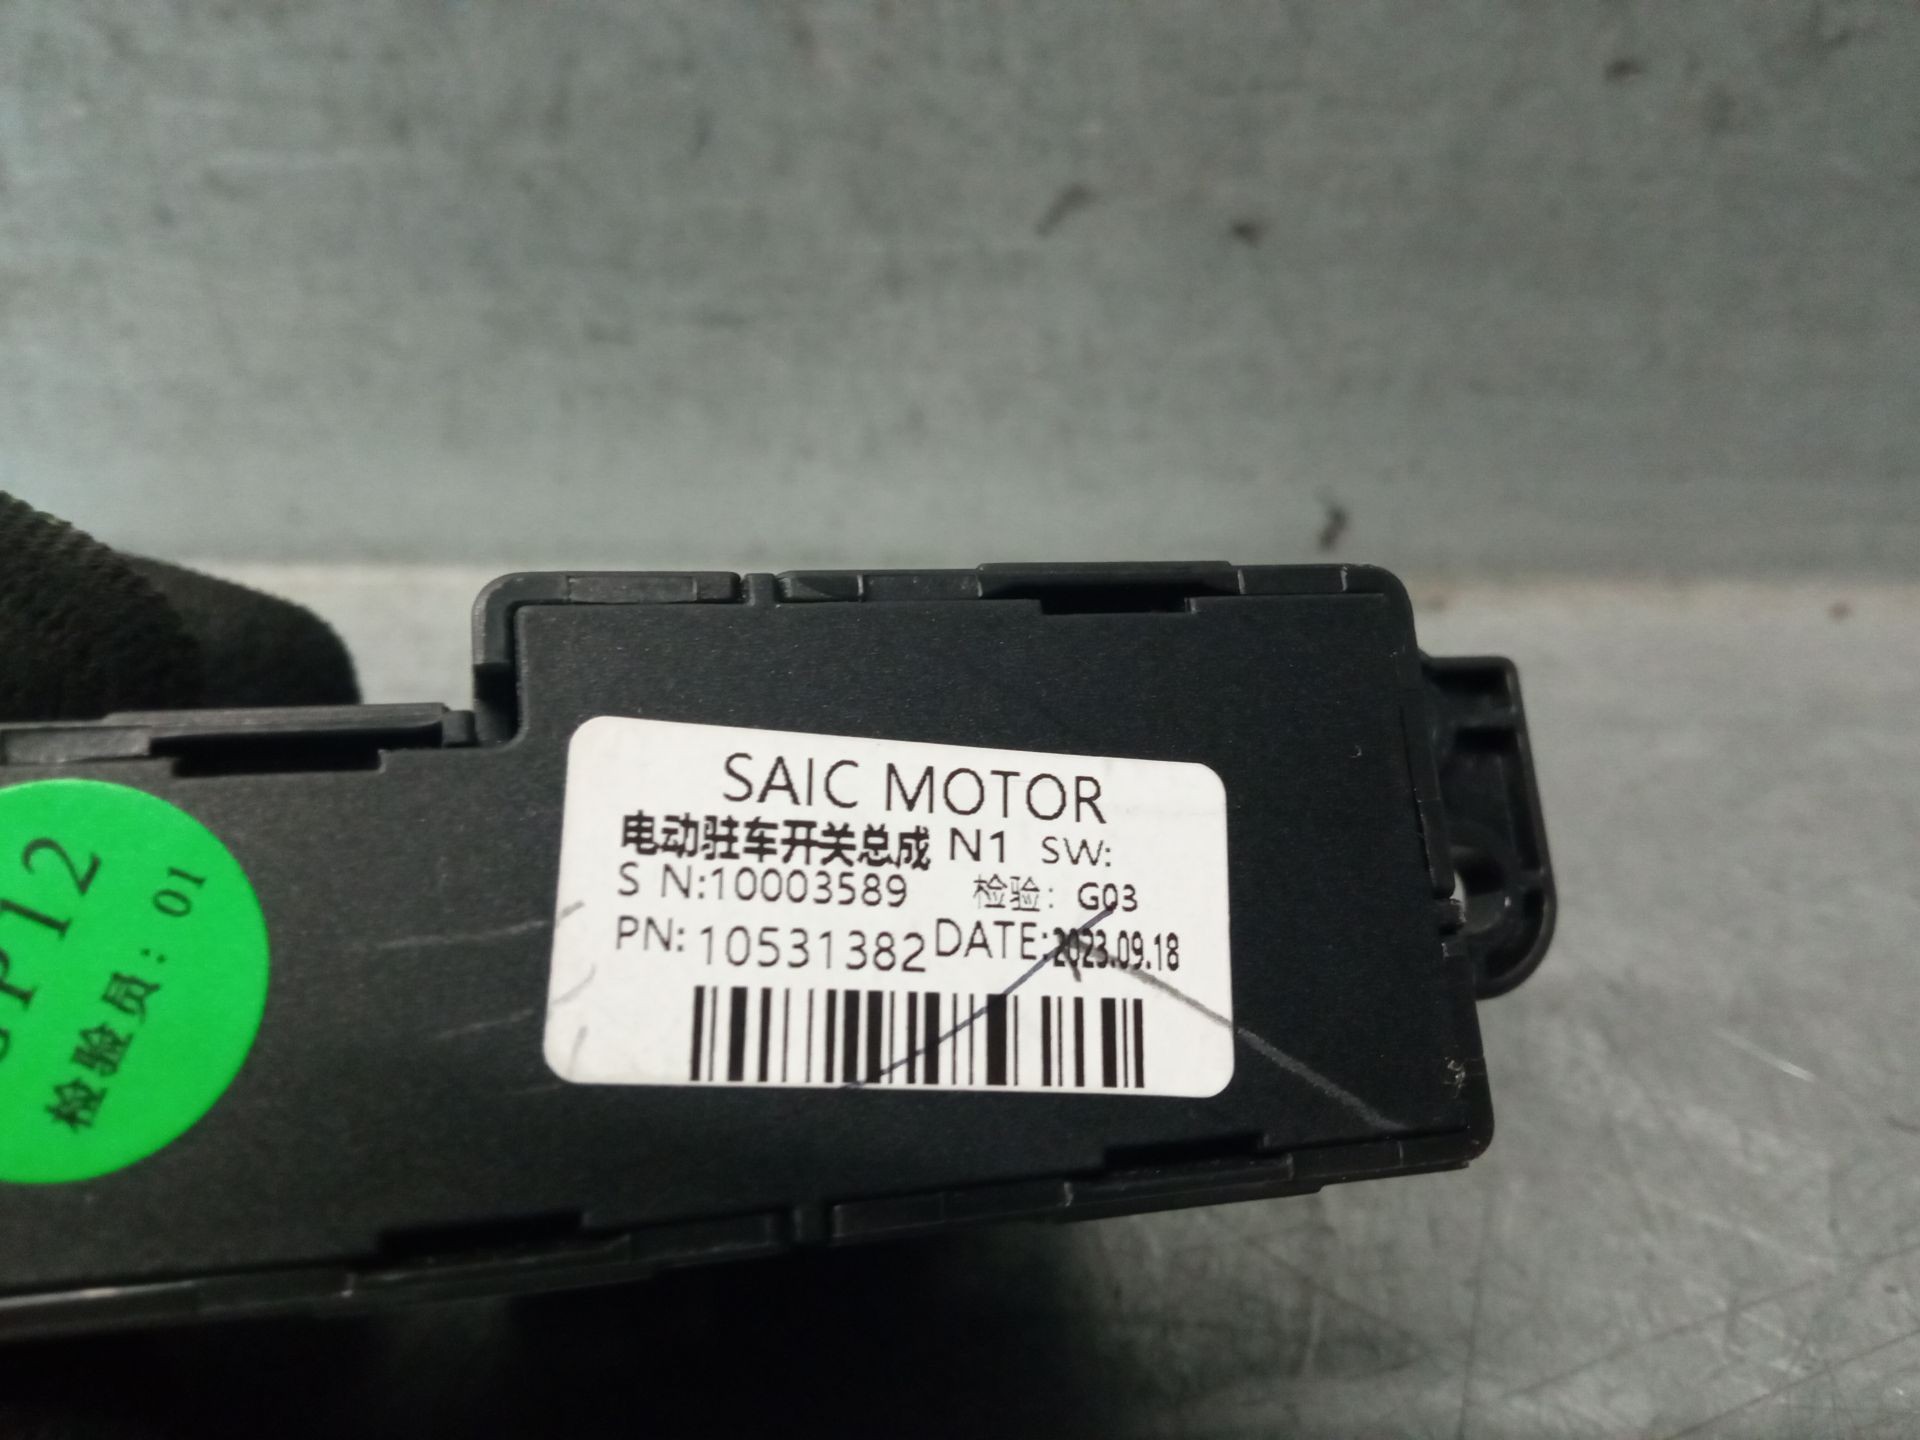 SAIC MOTOR
电动驻车开关总成 N1 SW:
S N:10003589 检验: G03
PN: 10531382 DATE:2023.09.18
P12
检验员: 01